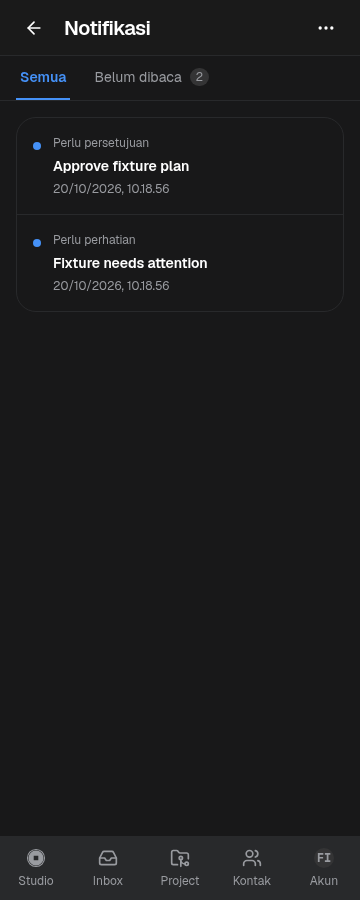 Notifikasi
Semua
Belum dibaca 2
Perlu persetujuan
Approve fixture plan
20/10/2026, 10.18.56
Perlu perhatian
Fixture needs attention
20/10/2026, 10.18.56
FI
Studio
Inbox
Project
Kontak
Akun